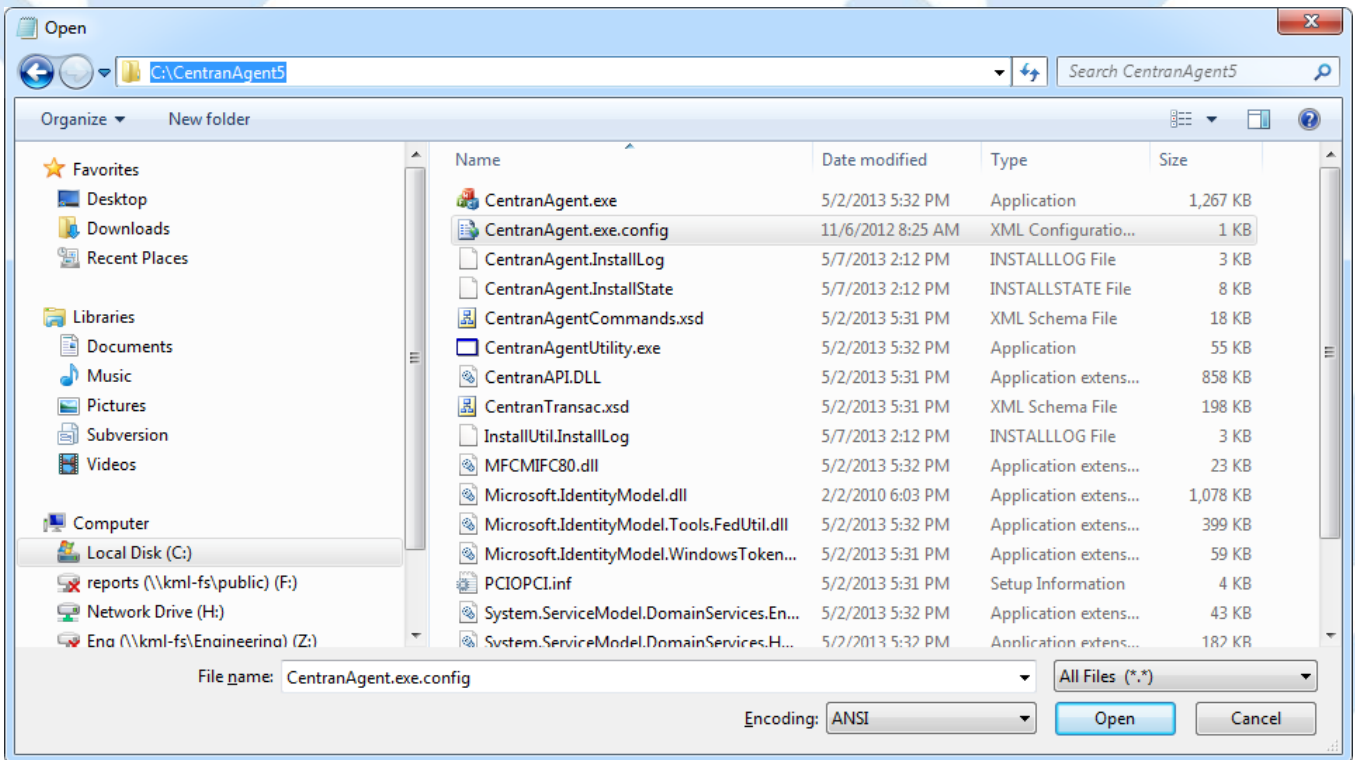 Open
C:\CentranAgent5 Search CentranAgent5
Organize New folder
Favorites
Desktop
Downloads
Recent Places
Libraries
Documents
Music
Pictures
Subversion
Videos
Computer
Local Disk (C:)
reports (\\kml-fs\public) (F:)
Network Drive (H:)
Eng (\\kml-fs\Engineering) (Z:)
Name Date modified Type Size
CentranAgent.exe 5/2/2013 5:32 PM Application 1,267 KB
CentranAgent.exe.config 11/6/2012 8:25 AM XML Configuratio... 1 KB
CentranAgent.InstallLog 5/7/2013 2:12 PM INSTALLLOG File 3 KB
CentranAgent.InstallState 5/7/2013 2:12 PM INSTALLSTATE File 8 KB
CentranAgentCommands.xsd 5/2/2013 5:31 PM XML Schema File 18 KB
CentranAgentUtility.exe 5/2/2013 5:32 PM Application 55 KB
CentranAPI.DLL 5/2/2013 5:31 PM Application extens... 858 KB
CentranTransac.xsd 5/2/2013 5:31 PM XML Schema File 198 KB
InstallUtil.InstallLog 5/7/2013 2:12 PM INSTALLLOG File 3 KB
MFCMIFC80.dll 5/2/2013 5:32 PM Application extens... 23 KB
Microsoft.IdentityModel.dll 2/2/2010 6:03 PM Application extens... 1,078 KB
Microsoft.IdentityModel.Tools.FedUtil.dll 5/2/2013 5:32 PM Application extens... 399 KB
Microsoft.IdentityModel.WindowsToken... 5/2/2013 5:31 PM Application extens... 59 KB
PCIOPCI.inf 5/2/2013 5:31 PM Setup Information 4 KB
System.ServiceModel.DomainServices.En... 5/2/2013 5:32 PM Application extens... 43 KB
System.ServiceModel.DomainServices.H... 5/2/2013 5:32 PM Application extens... 182 KB
File name: CentranAgent.exe.config All Files (*.*)
Encoding: ANSI Open Cancel